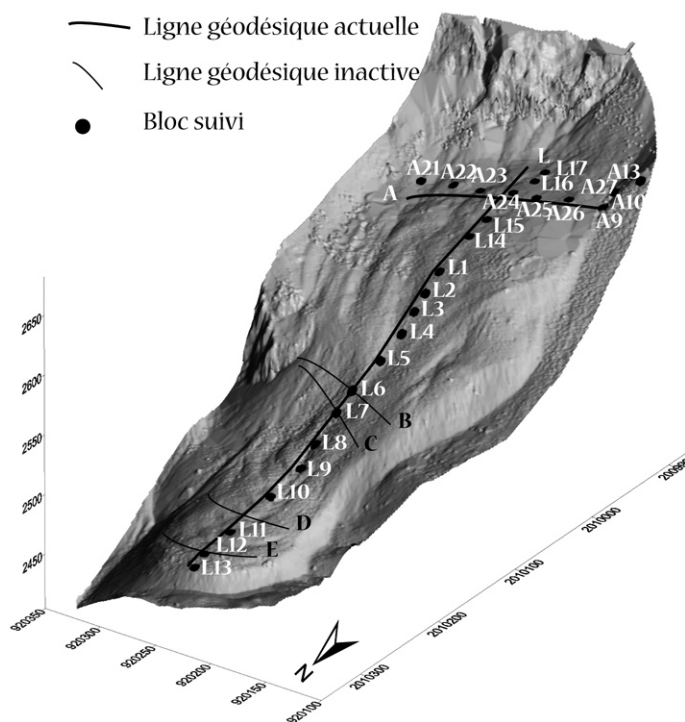 Ligne géodésique actuelle
Ligne géodésique inactive
Bloc suivi
L
L17
L16
A13
A21
A22
A23
A27
A10
A
A24
A25
A26
A9
L15
L14
L1
L2
L3
L4
L5
L6
B
L7
C
L8
L9
L10
D
L11
L12
E
L13
2650
2600
2550
2500
2450
920350
920300
920250
920200
920150
920100
2010300
2010200
2010100
2010000
N